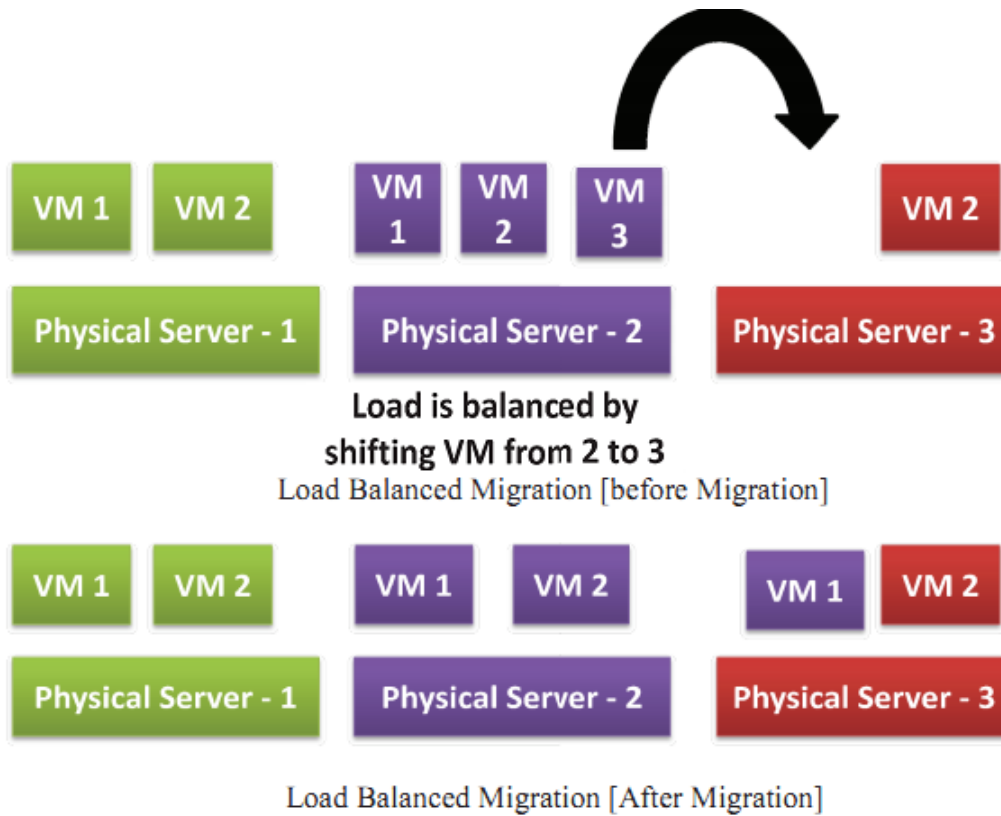 VM 1 VM 2 VM 1 VM 2 VM 3 VM 2
Physical Server - 1 Physical Server - 2 Physical Server - 3
Load is balanced by
shifting VM from 2 to 3
Load Balanced Migration [before Migration]
VM 1 VM 2 VM 1 VM 2 VM 1 VM 2
Physical Server - 1 Physical Server - 2 Physical Server - 3
Load Balanced Migration [After Migration]